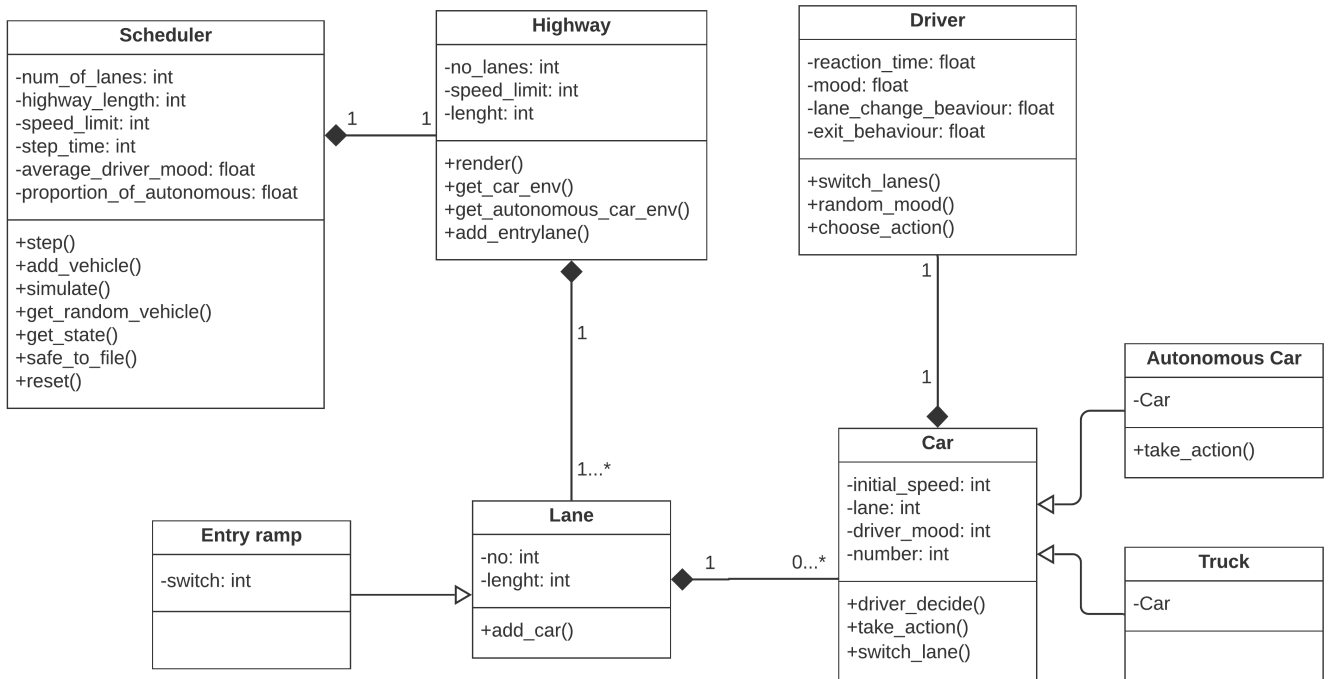 Scheduler
-num_of_lanes: int
-highway_length: int
-speed_limit: int
-step_time: int
-average_driver_mood: float
-proportion_of_autonomous: float
+step()
+add_vehicle()
+simulate()
+get_random_vehicle()
+get_state()
+safe_to_file()
+reset()
1
1
Highway
-no_lanes: int
-speed_limit: int
-lenght: int
+render()
+get_car_env()
+get_autonomous_car_env()
+add_entrylane()
1
1...*
Driver
-reaction_time: float
-mood: float
-lane_change_beaviour: float
-exit_behaviour: float
+switch_lanes()
+random_mood()
+choose_action()
1
1
Autonomous Car
-Car
+take_action()
Entry ramp
-switch: int
Lane
-no: int
-lenght: int
+add_car()
1
0...*
Car
-initial_speed: int
-lane: int
-driver_mood: int
-number: int
+driver_decide()
+take_action()
+switch_lane()
Truck
-Car